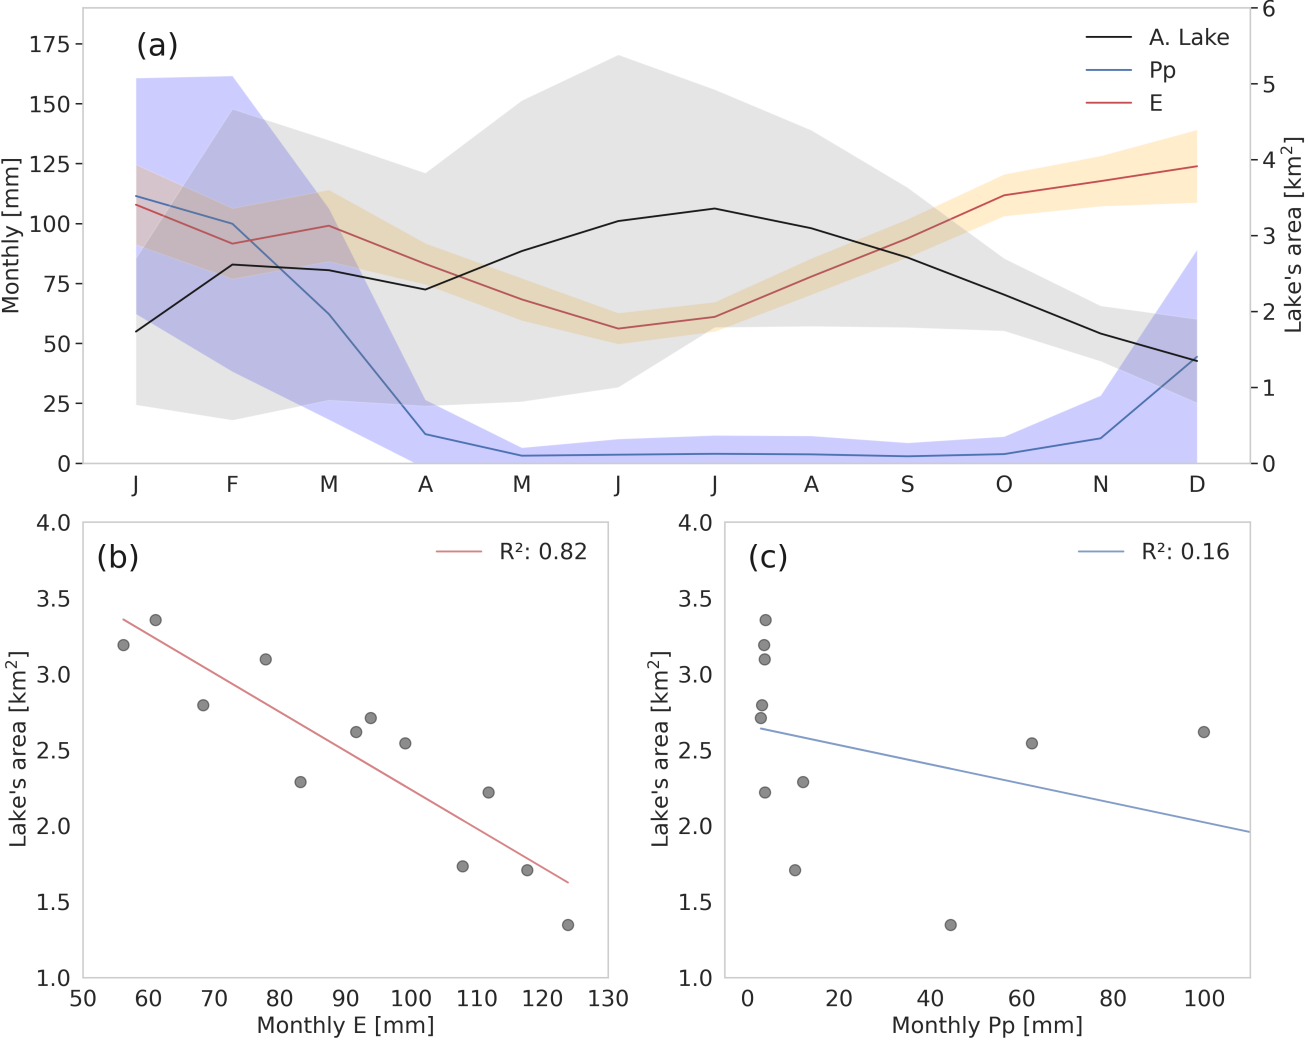 (a)
A. Lake
Pp
E
Monthly [mm]
175
150
125
100
75
50
25
0
6
5
4
3
2
1
0
Lake's area [km²]
J F M A M J J A S O N D
(b)
R²: 0.82
Lake's area [km²]
4.0
3.5
3.0
2.5
2.0
1.5
1.0
50 60 70 80 90 100 110 120 130
Monthly E [mm]
(c)
R²: 0.16
Lake's area [km²]
4.0
3.5
3.0
2.5
2.0
1.5
1.0
0 20 40 60 80 100
Monthly Pp [mm]